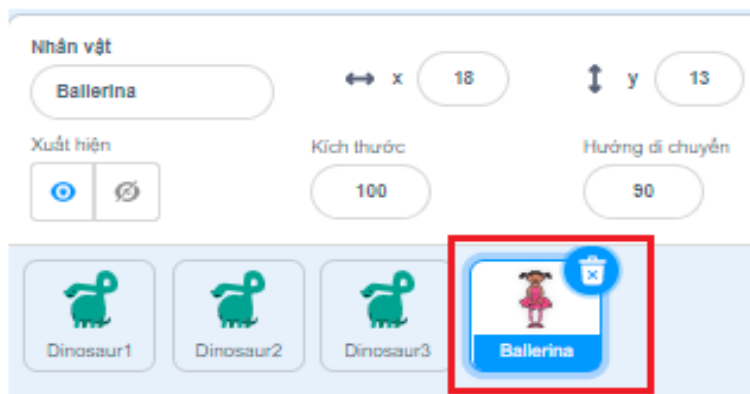 Nhân vật
Ballerina
x 18
y 13
Xuất hiện
Kích thước
Hướng di chuyển
100
90
Dinosaur1
Dinosaur2
Dinosaur3
Ballerina